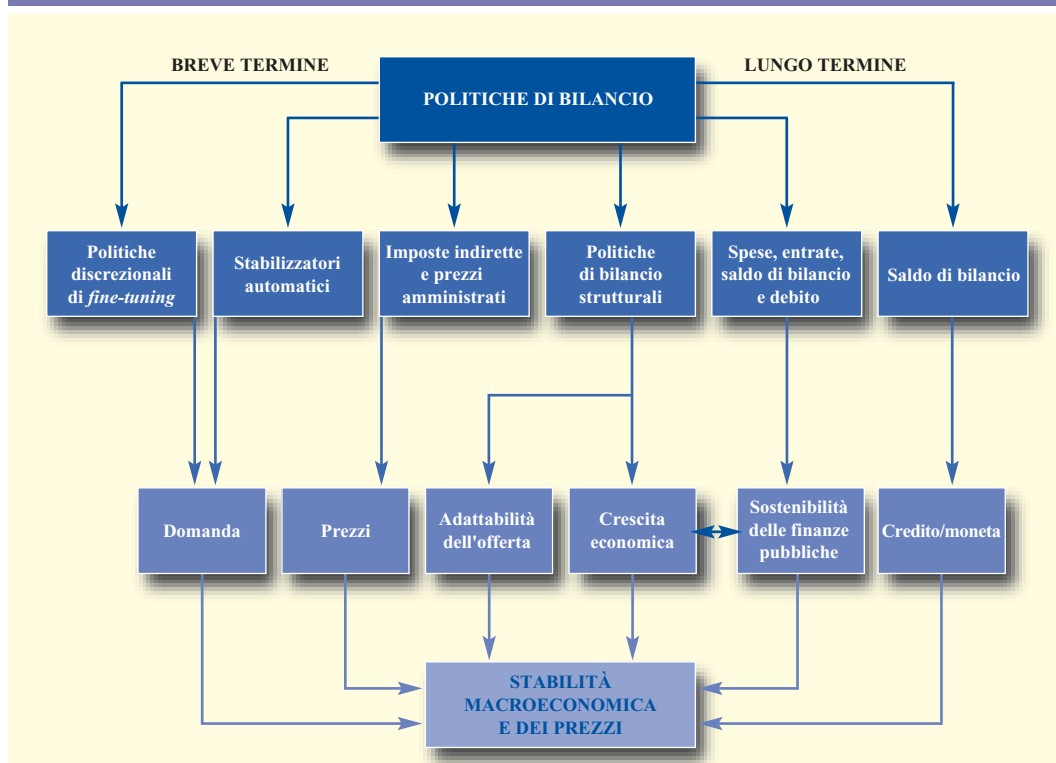 BREVE TERMINE
LUNGO TERMINE
POLITICHE DI BILANCIO
Politiche
discrezionali
di fine-tuning
Stabilizzatori
automatici
Imposte indirette
e prezzi
amministrati
Politiche
di bilancio
strutturali
Spese, entrate,
saldo di bilancio
e debito
Saldo di bilancio
Domanda
Prezzi
Adattabilità
dell'offerta
Crescita
economica
Sostenibilità
delle finanze
pubbliche
Credito/moneta
STABILITÀ
MACROECONOMICA
E DEI PREZZI